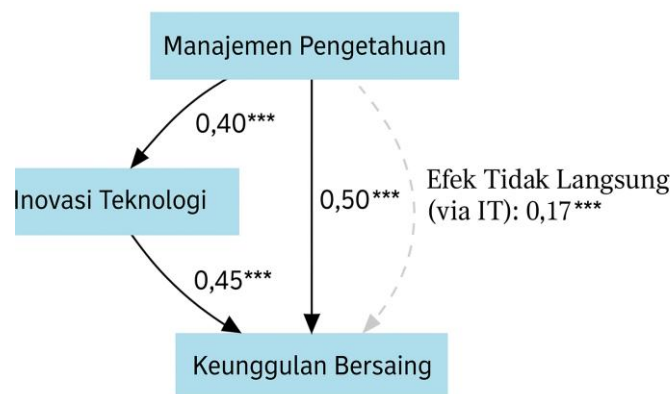 Manajemen Pengetahuan
0,40***
Inovasi Teknologi
0,50***
Efek Tidak Langsung
(via IT): 0,17***
0,45***
Keunggulan Bersaing